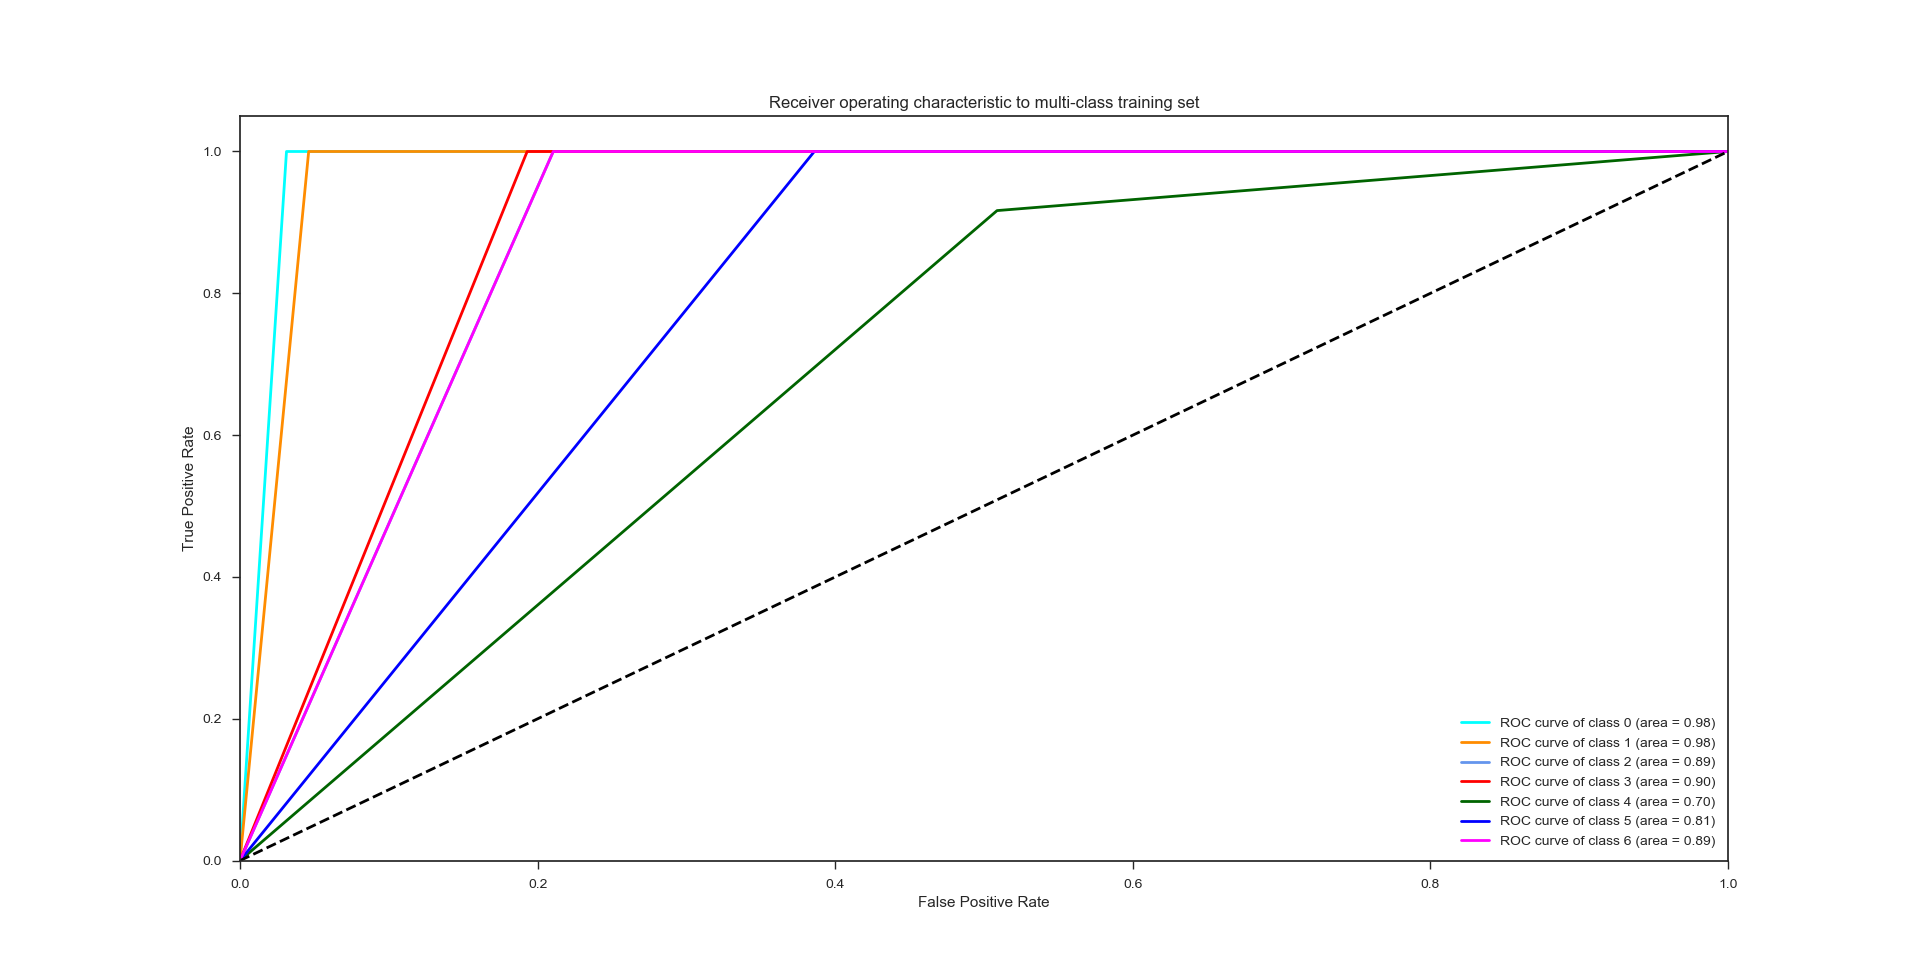 Receiver operating characteristic to multi-class training set
1.0
0.8
0.6
0.4
0.2
0.0
True Positive Rate
ROC curve of class 0 (area = 0.98)
ROC curve of class 1 (area = 0.98)
ROC curve of class 2 (area = 0.89)
ROC curve of class 3 (area = 0.90)
ROC curve of class 4 (area = 0.70)
ROC curve of class 5 (area = 0.81)
ROC curve of class 6 (area = 0.89)
0.0 0.2 0.4 0.6 0.8 1.0
False Positive Rate